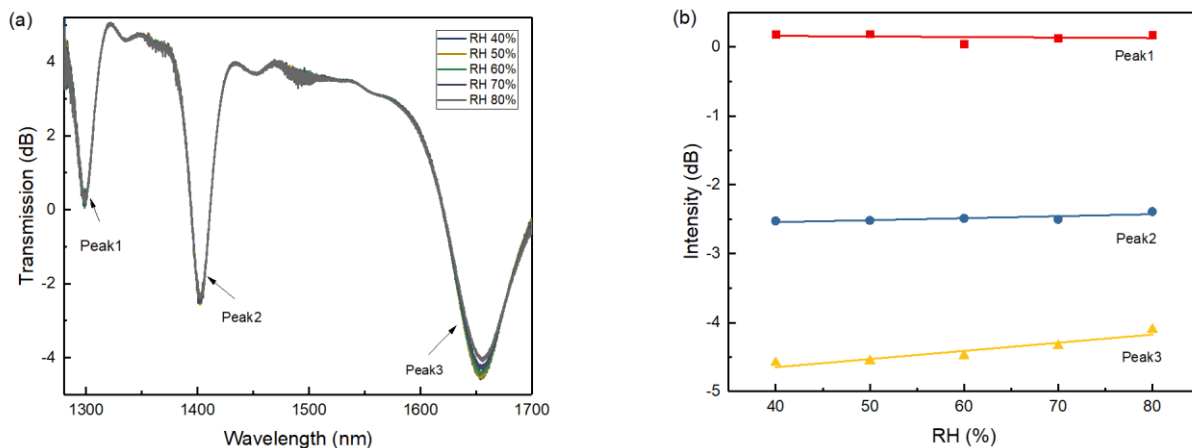 (a)
RH 40%
RH 50%
RH 60%
RH 70%
RH 80%
4
2
0
-2
-4
Transmission (dB)
Peak1
Peak2
Peak3
1300
1400
1500
1600
1700
Wavelength (nm)
(b)
0
-1
-2
-3
-4
-5
Intensity (dB)
Peak1
Peak2
Peak3
40
50
60
70
80
RH (%)